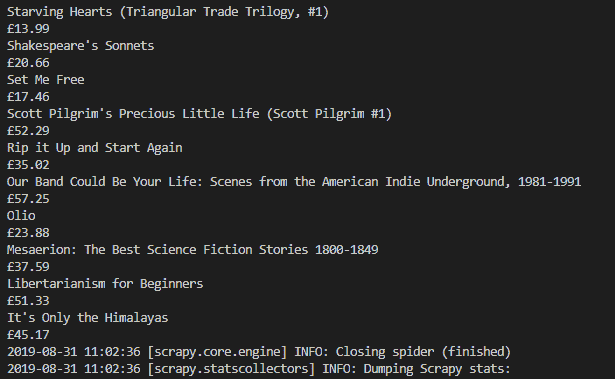 Starving Hearts (Triangular Trade Trilogy, #1)
£13.99
Shakespeare's Sonnets
£20.66
Set Me Free
£17.46
Scott Pilgrim's Precious Little Life (Scott Pilgrim #1)
£52.29
Rip it Up and Start Again
£35.02
Our Band Could Be Your Life: Scenes from the American Indie Underground, 1981-1991
£57.25
Olio
£23.88
Mesaerion: The Best Science Fiction Stories 1800-1849
£37.59
Libertarianism for Beginners
£51.33
It's Only the Himalayas
£45.17
2019-08-31 11:02:36 [scrapy.core.engine] INFO: Closing spider (finished)
2019-08-31 11:02:36 [scrapy.statscollectors] INFO: Dumping Scrapy stats: